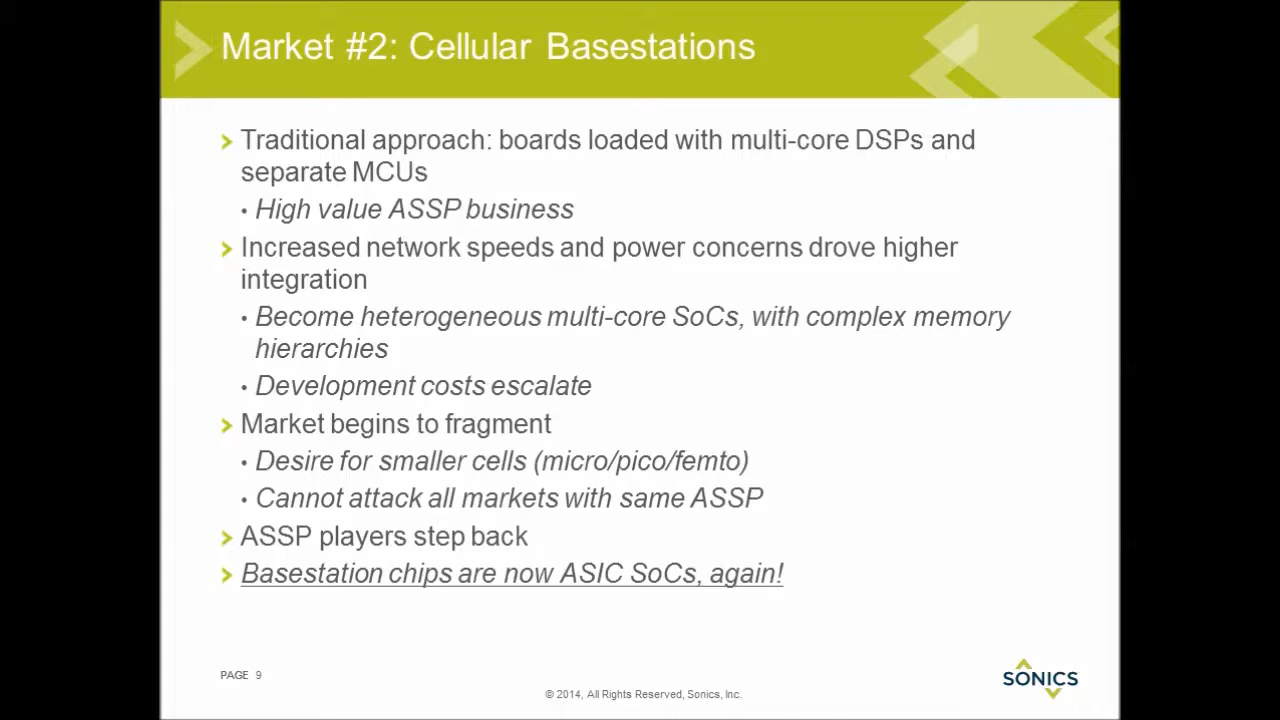 Market #2: Cellular Basestations
Traditional approach: boards loaded with multi-core DSPs and
separate MCUs
• High value ASSP business
Increased network speeds and power concerns drove higher
integration
• Become heterogeneous multi-core SoCs, with complex memory
hierarchies
• Development costs escalate
Market begins to fragment
• Desire for smaller cells (micro/pico/femto)
• Cannot attack all markets with same ASSP
ASSP players step back
Basestation chips are now ASIC SoCs, again!
PAGE 9
SONICS
© 2014, All Rights Reserved, Sonics, Inc.